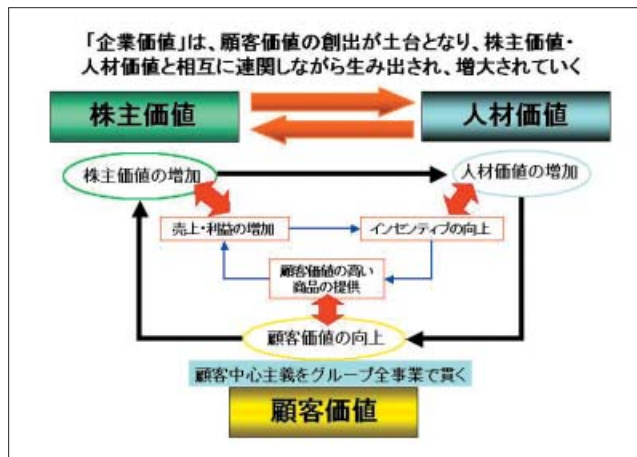 「企業価値」は、顧客価値の創出が土台となり、株主価値・
人材価値と相互に連関しながら生み出され、増大されていく
株主価値
人材価値
株主価値の増加
人材価値の増加
売上・利益の増加
インセンティブの向上
顧客価値の高い
商品の提供
顧客価値の向上
顧客中心主義をグループ全事業で貫く
顧客価値